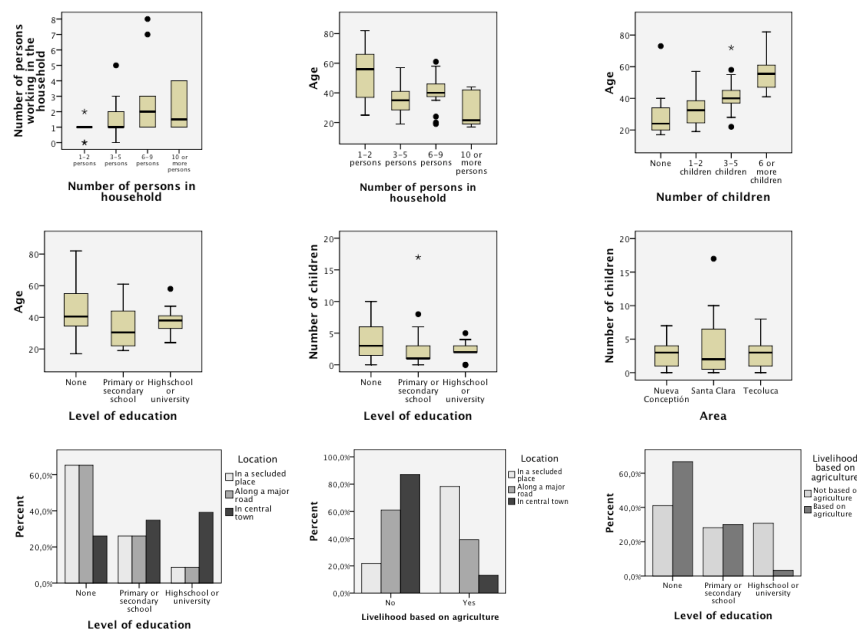 Number of persons
working in the
household
8
7
6
5
4
3
2
1
0
1-2
persons
3-5
persons
6-9
persons
10 or
more
persons
Number of persons in
household
Age
80
60
40
20
1-2
persons
3-5
persons
6-9
persons
10 or
more
persons
Number of persons in
household
Age
80
60
40
20
None
1-2
children
3-5
children
6 or
more
children
Number of children
Age
80
60
40
20
None
Primary or
secondary
school
Highschool
or
university
Level of education
Number of children
20
15
10
5
0
None
Primary or
secondary
school
Highschool
or
university
Level of education
Number of children
20
15
10
5
0
Nueva
Conceptión
Santa Clara
Tecoluca
Area
Percent
60,0%
40,0%
20,0%
0,0%
None
Primary or
secondary
school
Highschool or
university
Level of education
Location
In a secluded
place
Along a major
road
In central
town
Percent
100,0%
80,0%
60,0%
40,0%
20,0%
0,0%
No
Yes
Livelihood based on agriculture
Location
In a secluded
place
Along a major
road
In central
town
Percent
60,0%
40,0%
20,0%
0,0%
None
Primary or
secondary school
Highschool or
university
Level of education
Livelihood
based on
agriculture
Not based o
agriculture
Based on
agriculture